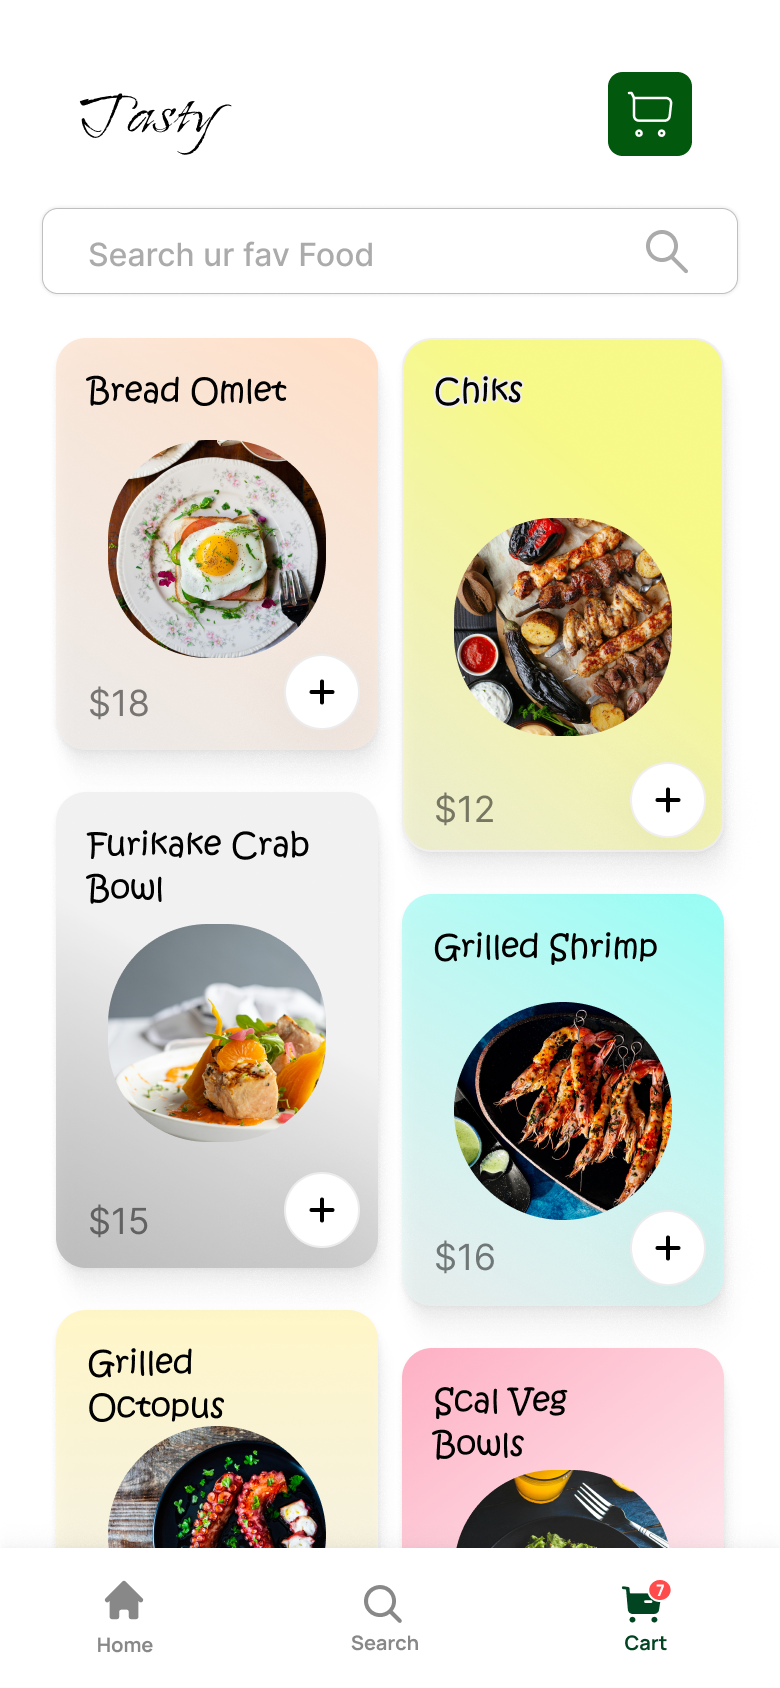 Tasty
Search ur fav Food
Bread Omlet
$18
Chiks
$12
Furikake Crab
Bowl
$15
Grilled Shrimp
$16
Grilled
Octopus
Scal Veg
Bowls
Home
Search
7
Cart